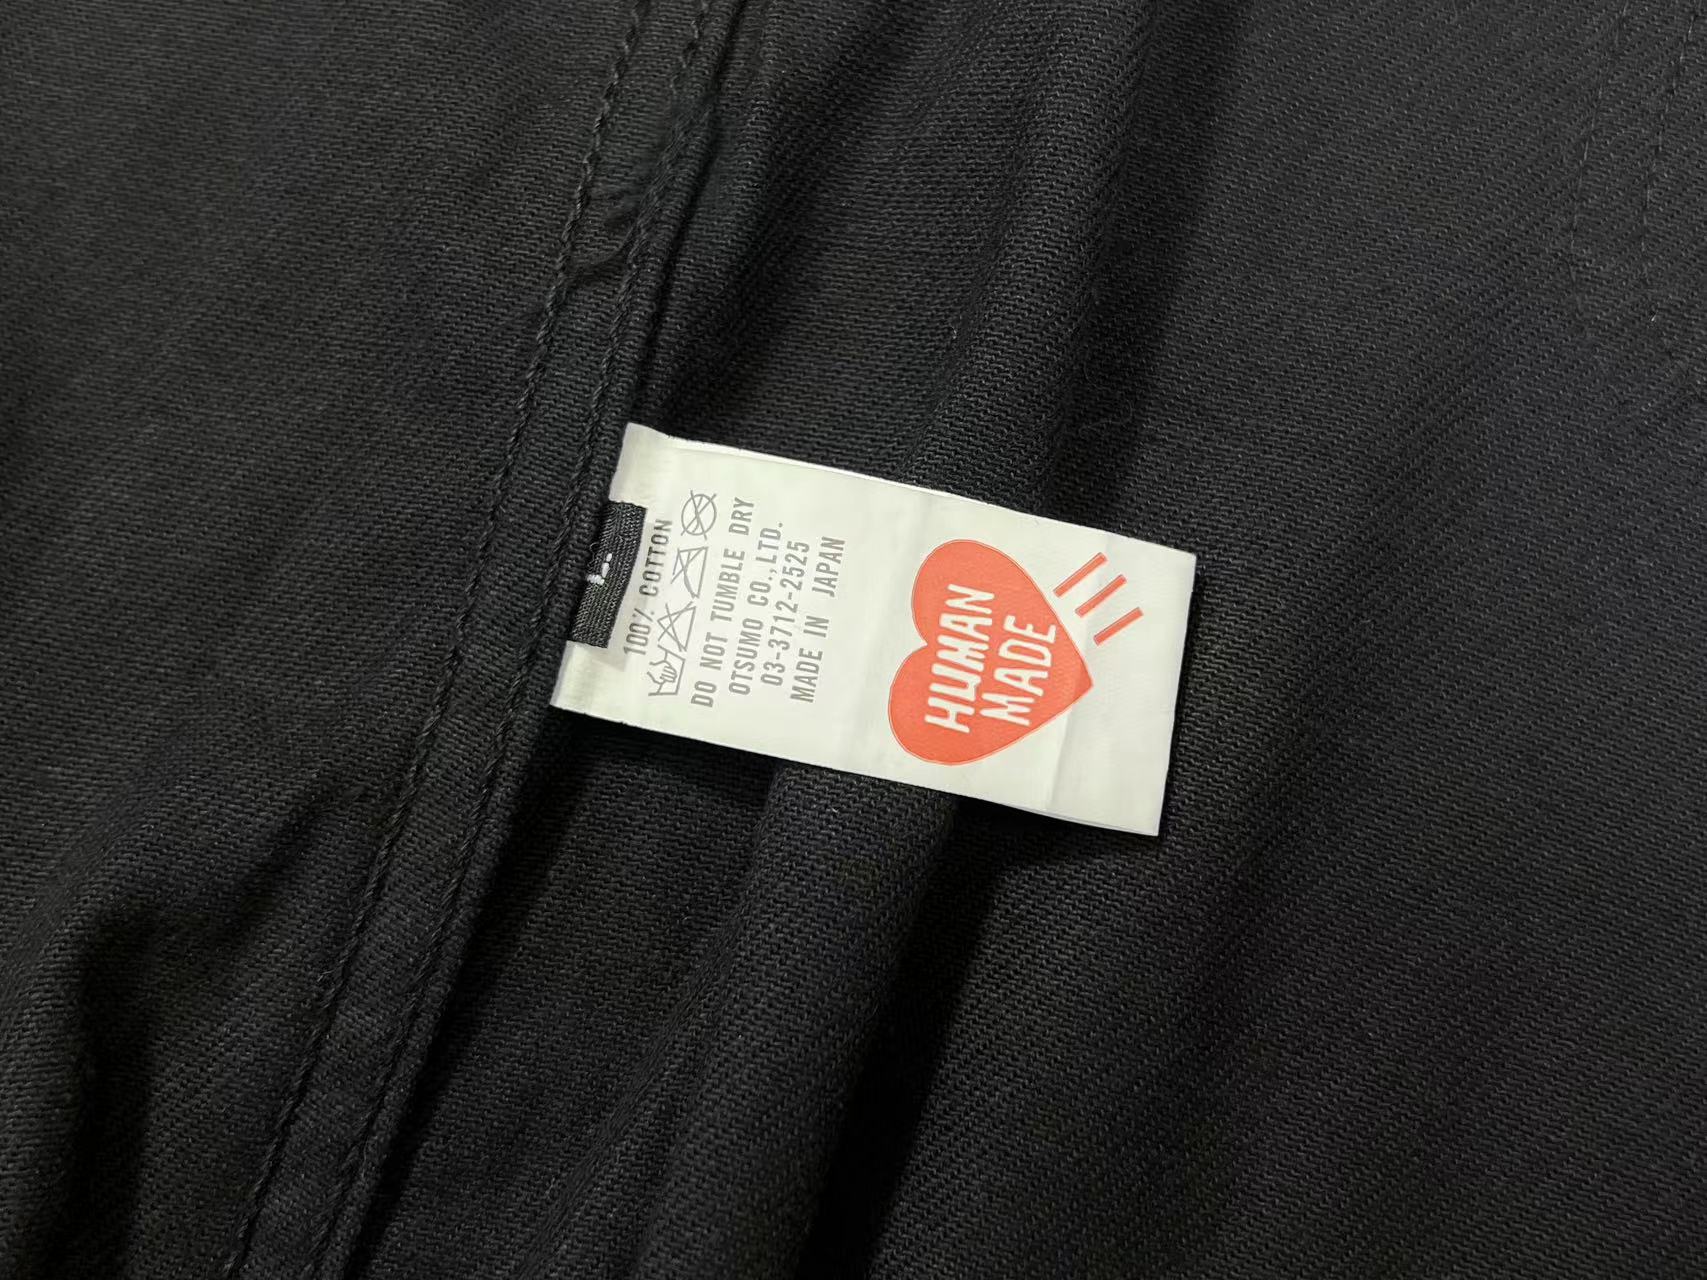 L.
100% COTTON
DO NOT TUMBLE DRY
OTSUMO CO.,LTD.
03-3712-2525
MADE IN JAPAN
HUMAN
MADE